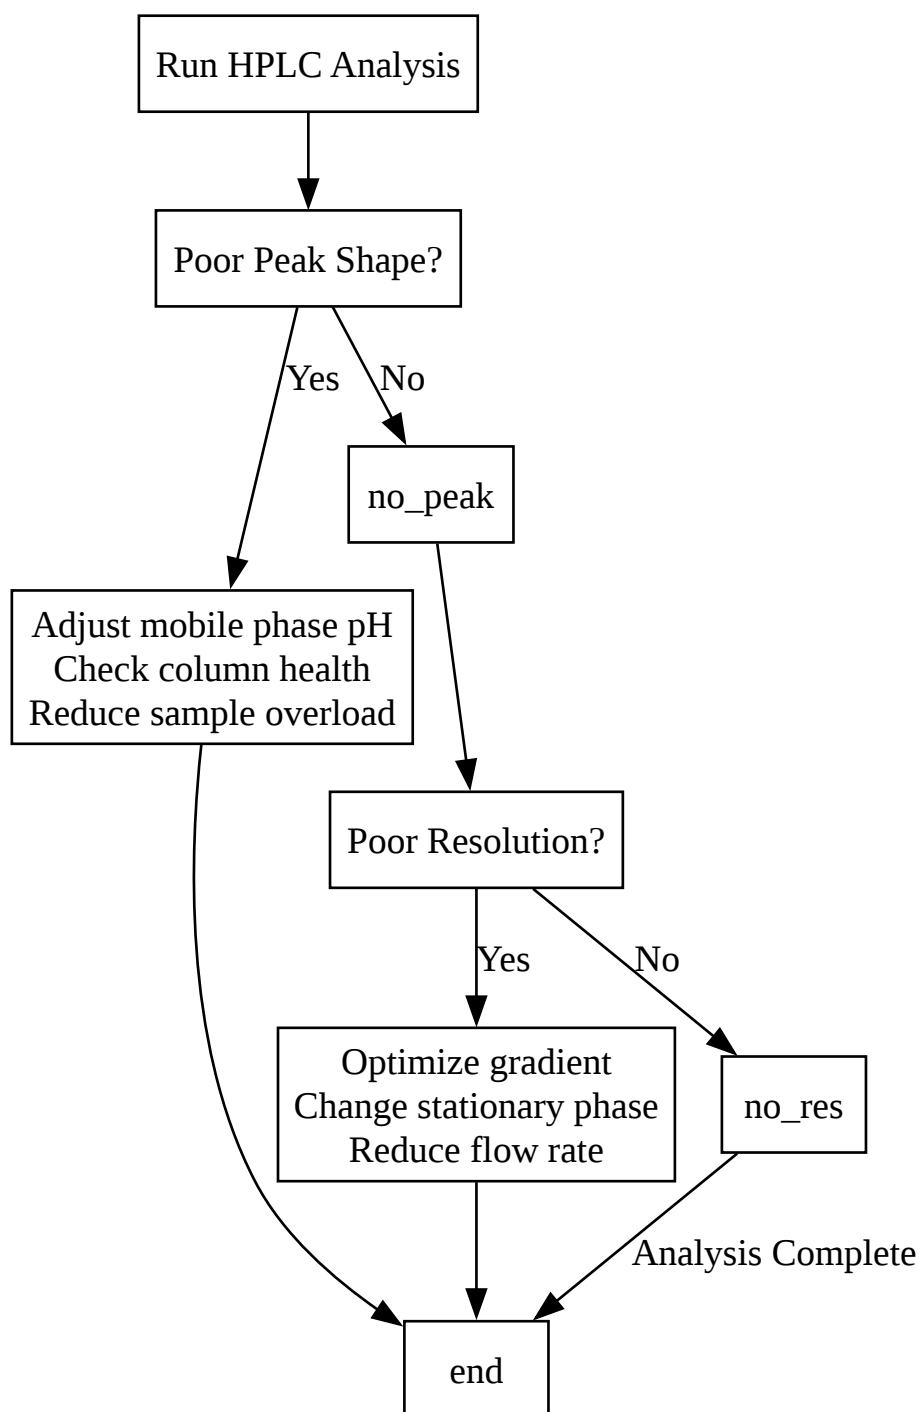 Run HPLC Analysis
Poor Peak Shape?
Yes
No
no_peak
Adjust mobile phase pH
Check column health
Reduce sample overload
Poor Resolution?
Yes
No
Optimize gradient
Change stationary phase
Reduce flow rate
no_res
Analysis Complete
end